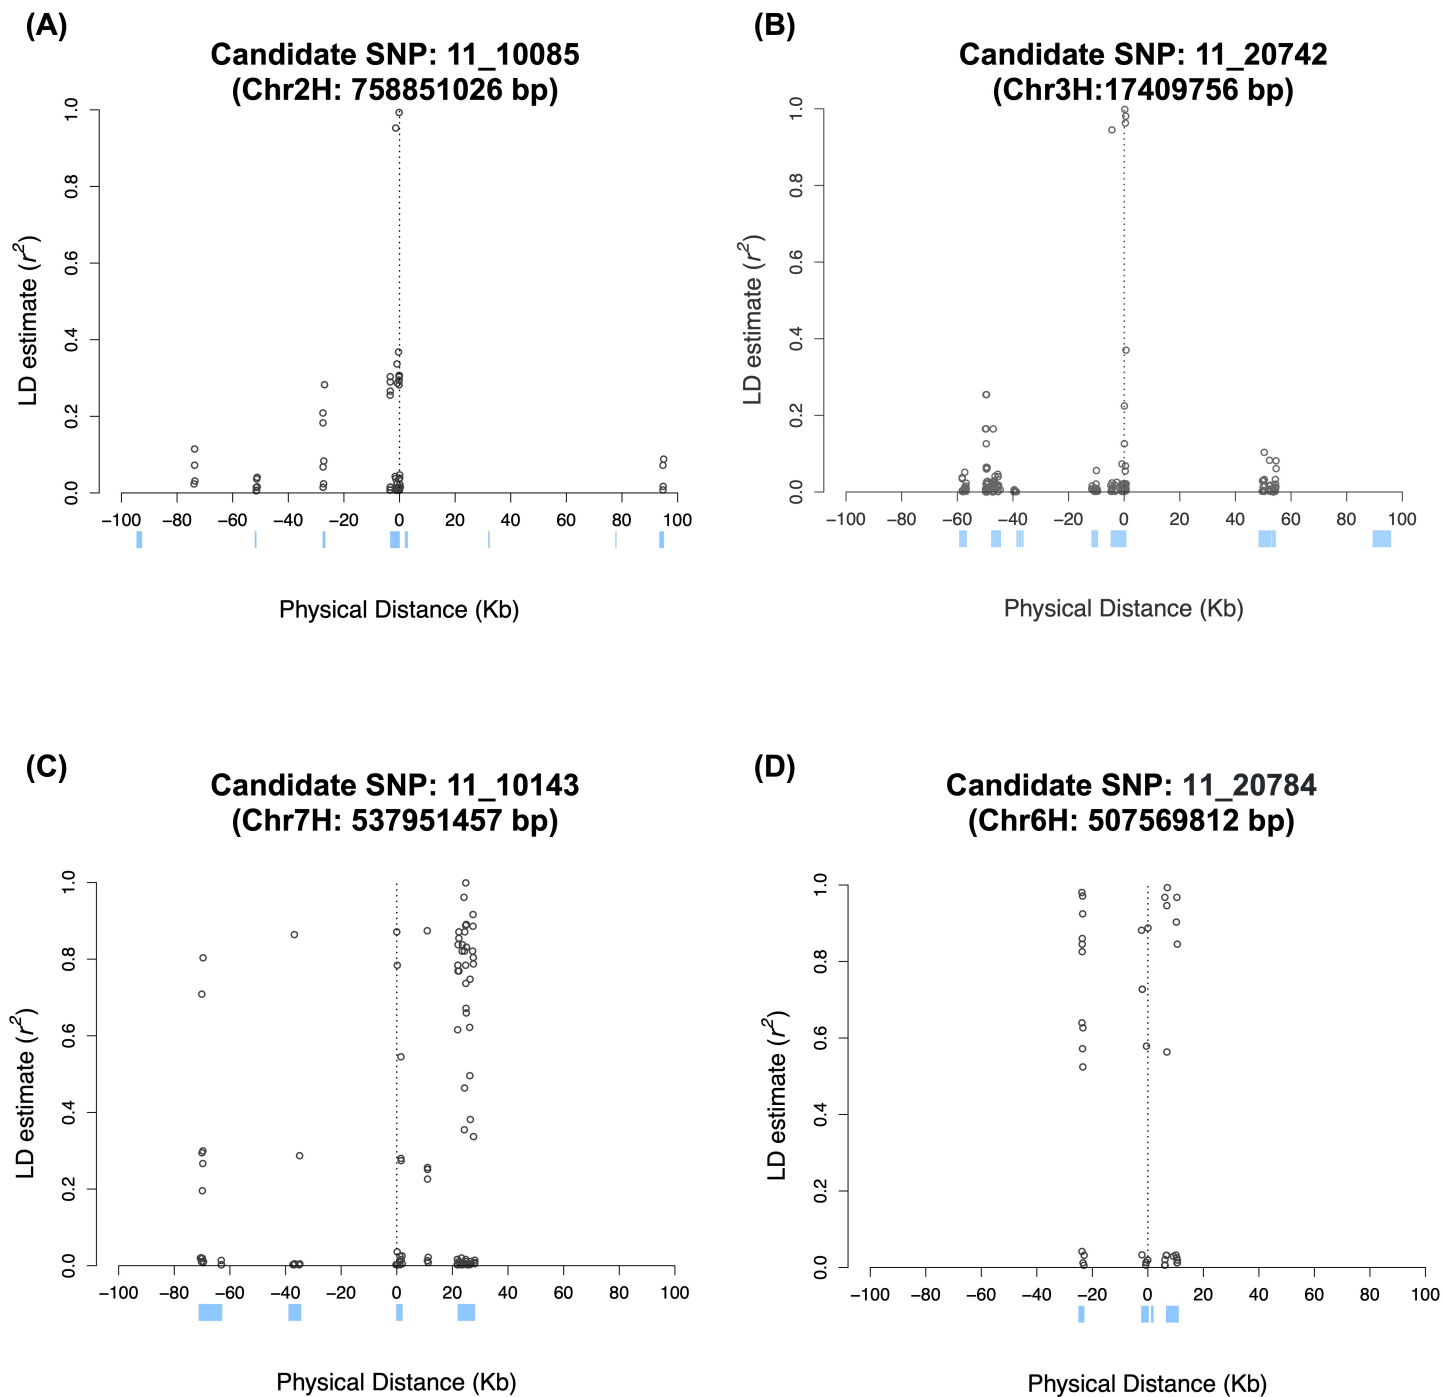 (A)
Candidate SNP: 11_10085
(Chr2H: 758851026 bp)
LD estimate (r²)
1.0
0.8
0.6
0.4
0.2
0.0
−100 −80 −60 −40 −20 0 20 40 60 80 100
Physical Distance (Kb)
(B)
Candidate SNP: 11_20742
(Chr3H:17409756 bp)
LD estimate (r²)
1.0
0.8
0.6
0.4
0.2
0.0
−100 −80 −60 −40 −20 0 20 40 60 80 100
Physical Distance (Kb)
(C)
Candidate SNP: 11_10143
(Chr7H: 537951457 bp)
LD estimate (r²)
1.0
0.8
0.6
0.4
0.2
0.0
−100 −80 −60 −40 −20 0 20 40 60 80 100
Physical Distance (Kb)
(D)
Candidate SNP: 11_20784
(Chr6H: 507569812 bp)
LD estimate (r²)
1.0
0.8
0.6
0.4
0.2
0.0
−100 −80 −60 −40 −20 0 20 40 60 80 100
Physical Distance (Kb)